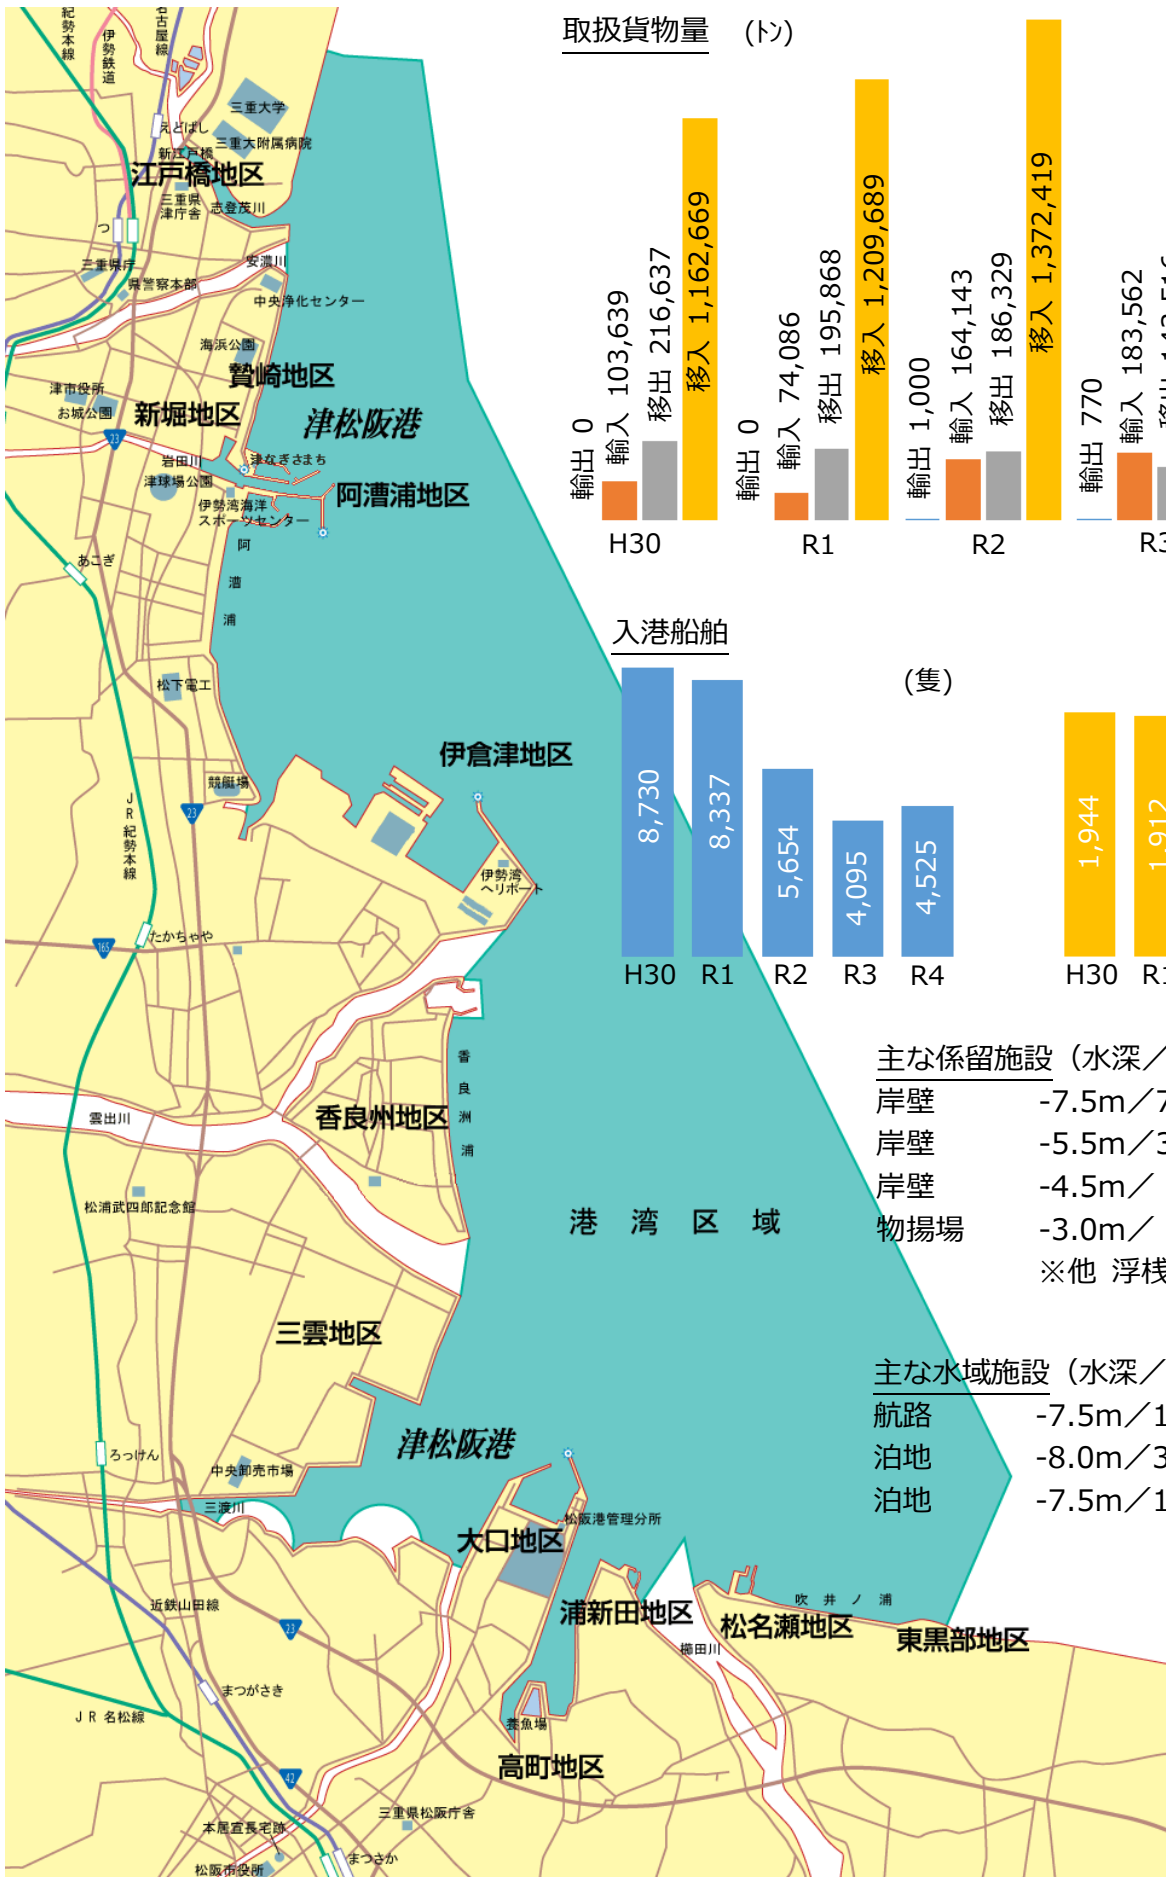 取扱貨物量 (トン)
輸出 0
輸入 103,639
移出 216,637
移入 1,162,669
H30
輸出 0
輸入 74,086
移出 195,868
移入 1,209,689
R1
輸出 1,000
輸入 164,143
移出 186,329
移入 1,372,419
R2
輸出 770
輸入 183,562
R3
入港船舶
(隻)
8,730
8,337
5,654
4,095
4,525
H30 R1 R2 R3 R4
1,944
1,912
H30 R1
主な係留施設（水深／
岸壁 -7.5m／7
岸壁 -5.5m／3
岸壁 -4.5m／
物揚場 -3.0m／
※他 浮桟
主な水域施設（水深／
航路 -7.5m／1
泊地 -8.0m／3
泊地 -7.5m／1
紀勢本線
伊勢鉄道
名古屋線
三重大学
えどばし
新江戸橋
三重大附属病院
江戸橋地区
三重県
津庁舎
志登茂川
つ
三重県庁
県警察本部
安濃川
中央浄化センター
海浜公園
贄崎地区
津市役所
お城公園
新堀地区
津松阪港
23
岩田川
津なぎさまち
津球場公園
阿漕浦地区
伊勢湾海洋
スポーツセンター
あこぎ
阿漕浦
松下電工
伊倉津地区
競艇場
23
JR紀勢本線
伊勢湾
ヘリポート
165
たかちゃや
香良洲浦
香良州地区
雲出川
松浦武四郎記念館
港湾区域
三雲地区
津松阪港
ろっけん
中央卸売市場
三渡川
松阪港管理分所
大口地区
近鉄山田線
23
浦新田地区
吹井ノ浦
松名瀬地区
東黒部地区
櫛田川
まつがさき
JR名松線
養魚場
高町地区
42
三重県松阪庁舎
本居宣長宅跡
まつさか
松阪市役所